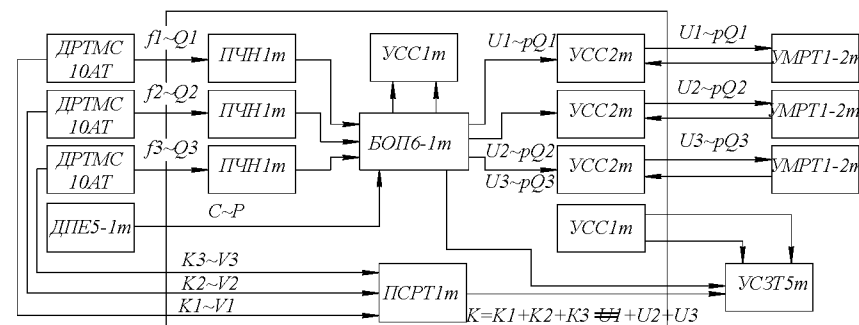 ДРТМС
10АТ
f1~Q1
ПЧН1т
УСС1т
U1~pQ1
УСС2т
U1~pQ1
УМРТ1-2т
ДРТМС
10АТ
f2~Q2
ПЧН1т
БОП6-1т
УСС2т
U2~pQ2
УМРТ1-2т
ДРТМС
10АТ
f3~Q3
ПЧН1т
U2~pQ2
U3~pQ3
УСС2т
U3~pQ3
УМРТ1-2т
ДПЕ5-1т
C~P
УСС1т
K3~V3
K2~V2
K1~V1
ПСРТ1т
УСЗТ5т
K=K1+K2+K3 U1+U2+U3